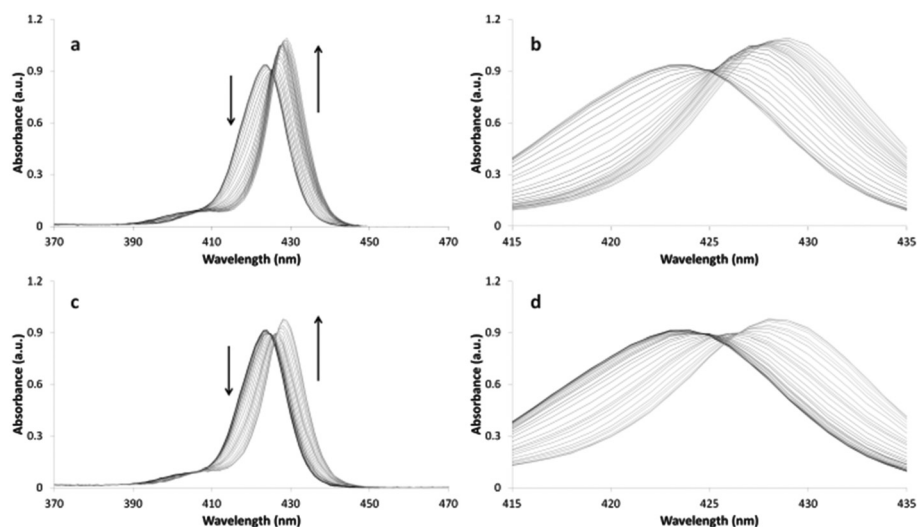 a
1.2
0.9
0.6
0.3
0
Absorbance (a.u.)
370 390 410 430 450 470
Wavelength (nm)
b
1.2
0.9
0.6
0.3
0
Absorbance (a.u.)
415 420 425 430 435
Wavelength (nm)
c
1.2
0.9
0.6
0.3
0
Absorbance (a.u.)
370 390 410 430 450 470
Wavelength (nm)
d
1.2
0.9
0.6
0.3
0
Absorbance (a.u.)
415 420 425 430 435
Wavelength (nm)